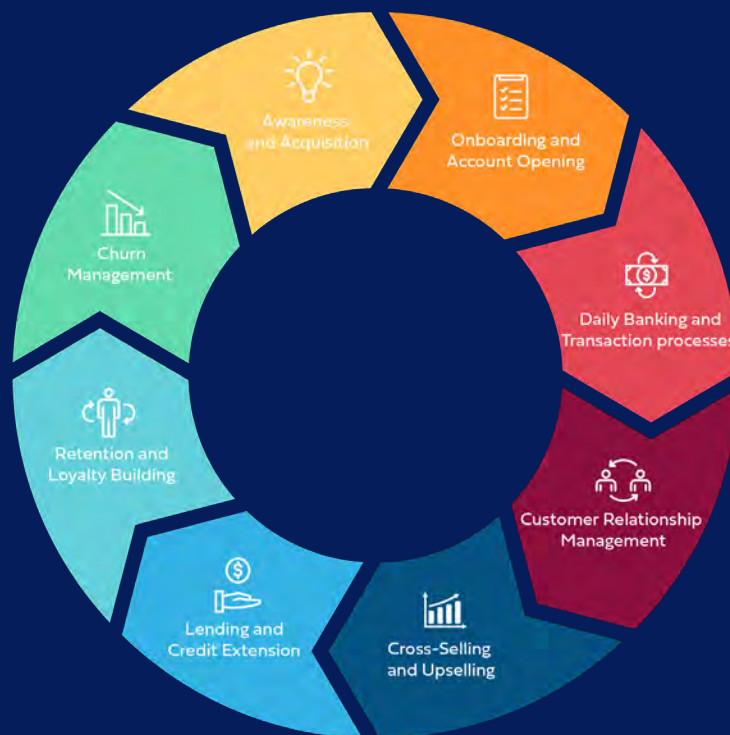 Awareness
and Acquisition
Onboarding and
Account Opening
Daily Banking and
Transaction processes
Customer Relationship
Management
Cross-Selling
and Upselling
Lending and
Credit Extension
Retention and
Loyalty Building
Churn
Management